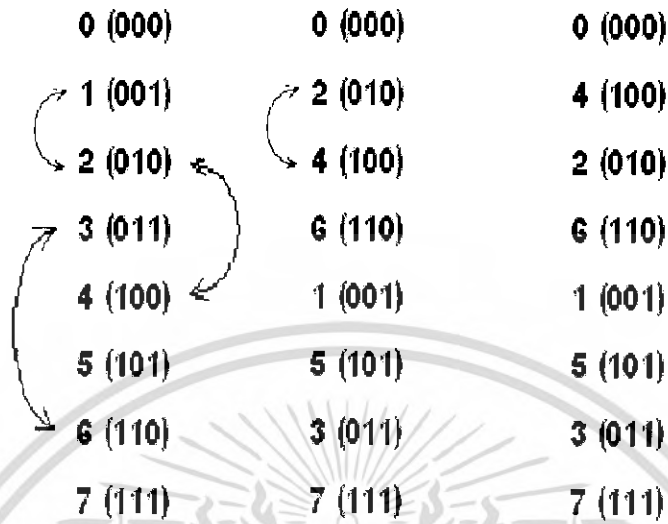 0 (000) 0 (000) 0 (000)
1 (001) 2 (010) 4 (100)
2 (010) 4 (100) 2 (010)
3 (011) 6 (110) 6 (110)
4 (100) 1 (001) 1 (001)
5 (101) 5 (101) 5 (101)
6 (110) 3 (011) 3 (011)
7 (111) 7 (111) 7 (111)